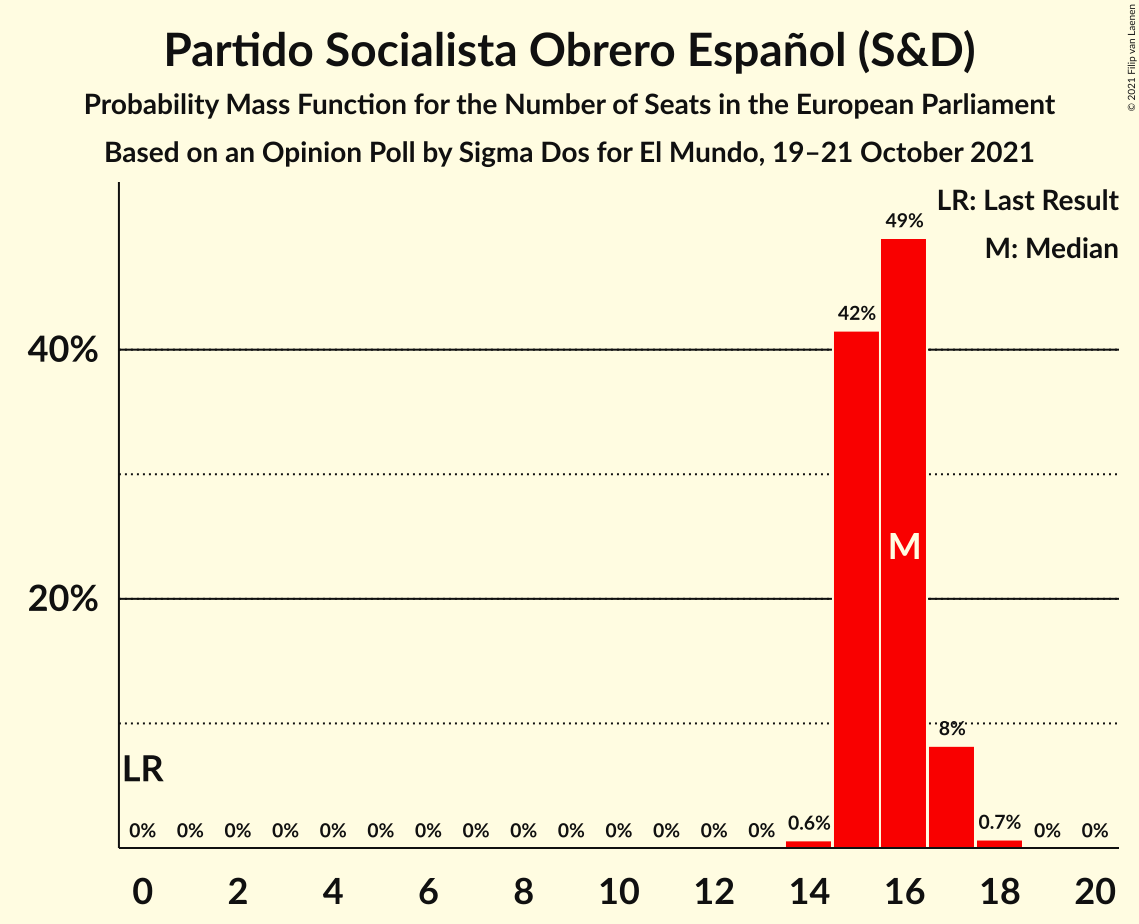 Partido Socialista Obrero Español (S&D)
Probability Mass Function for the Number of Seats in the European Parliament
Based on an Opinion Poll by Sigma Dos for El Mundo, 19–21 October 2021
© 2021 Filip van Laenen
LR: Last Result
M: Median
49%
42%
40%
M
20%
8%
LR
0% 0% 0% 0% 0% 0% 0% 0% 0% 0% 0% 0% 0% 0% 0.6% 0.7% 0% 0%
0 2 4 6 8 10 12 14 16 18 20